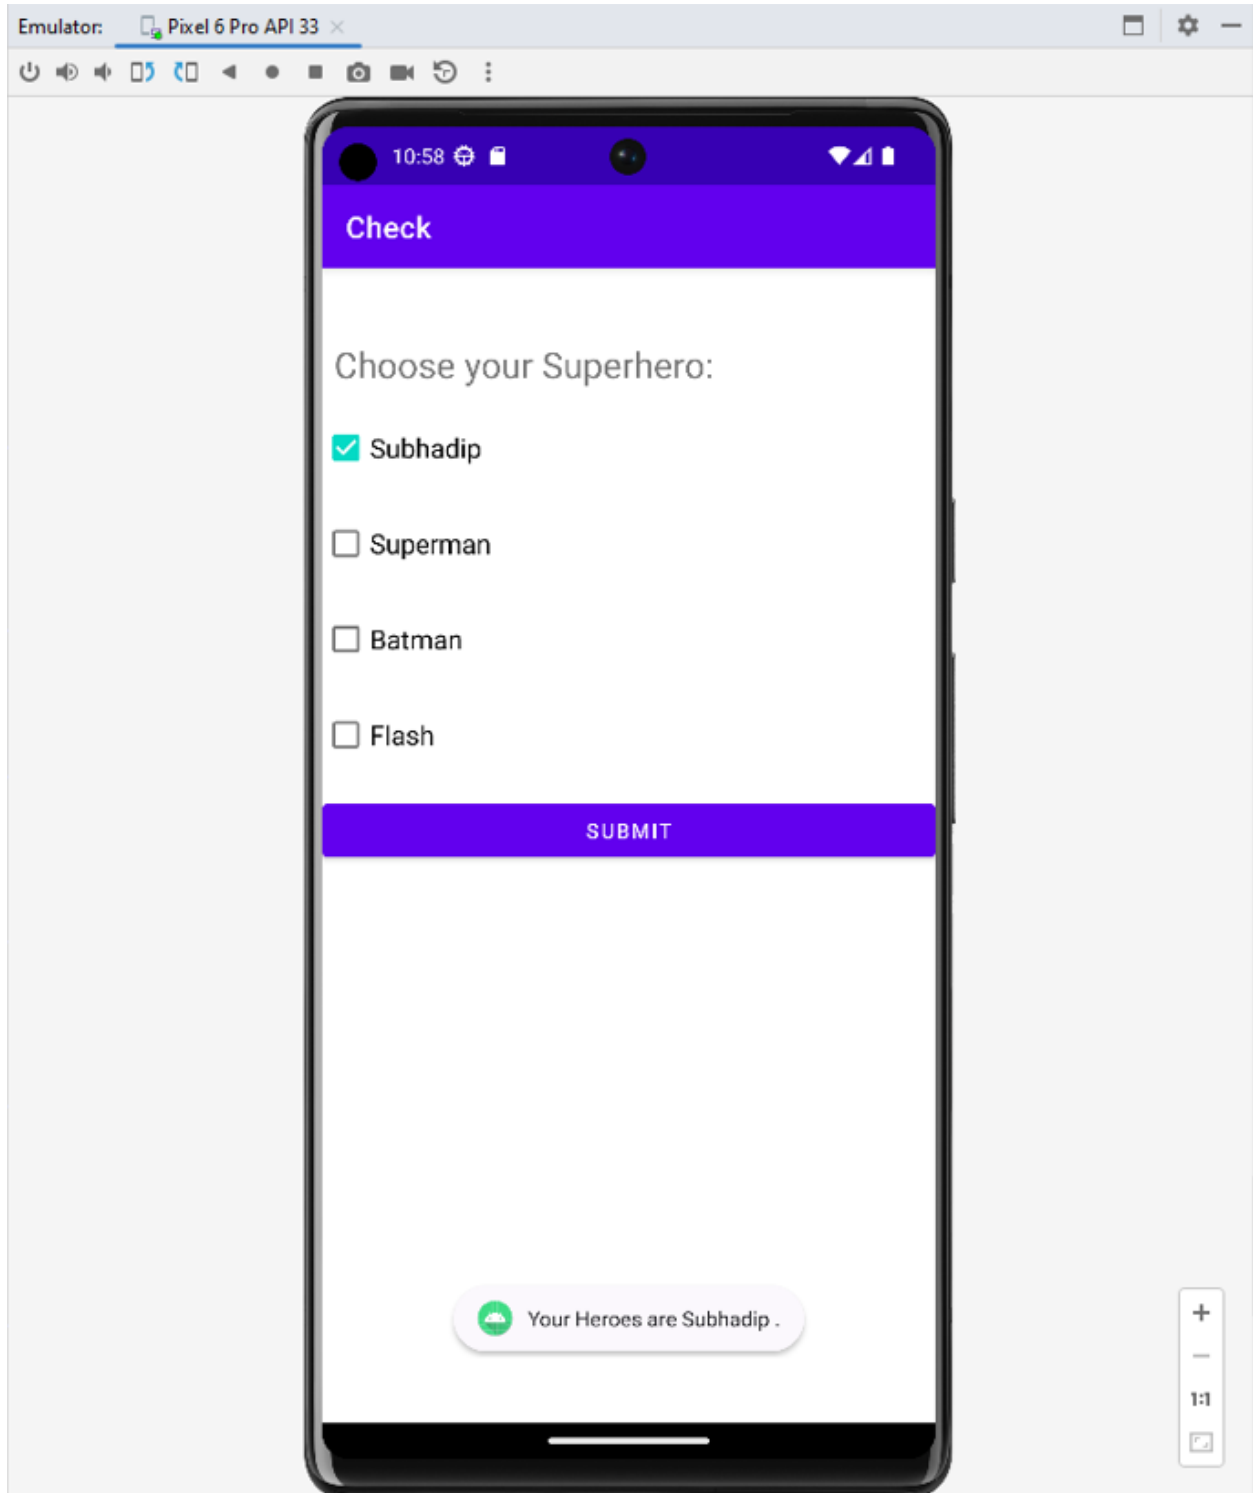 Emulator: Pixel 6 Pro API 33
10:58
Check
Choose your Superhero:
Subhadip
Superman
Batman
Flash
SUBMIT
Your Heroes are Subhadip .
1:1